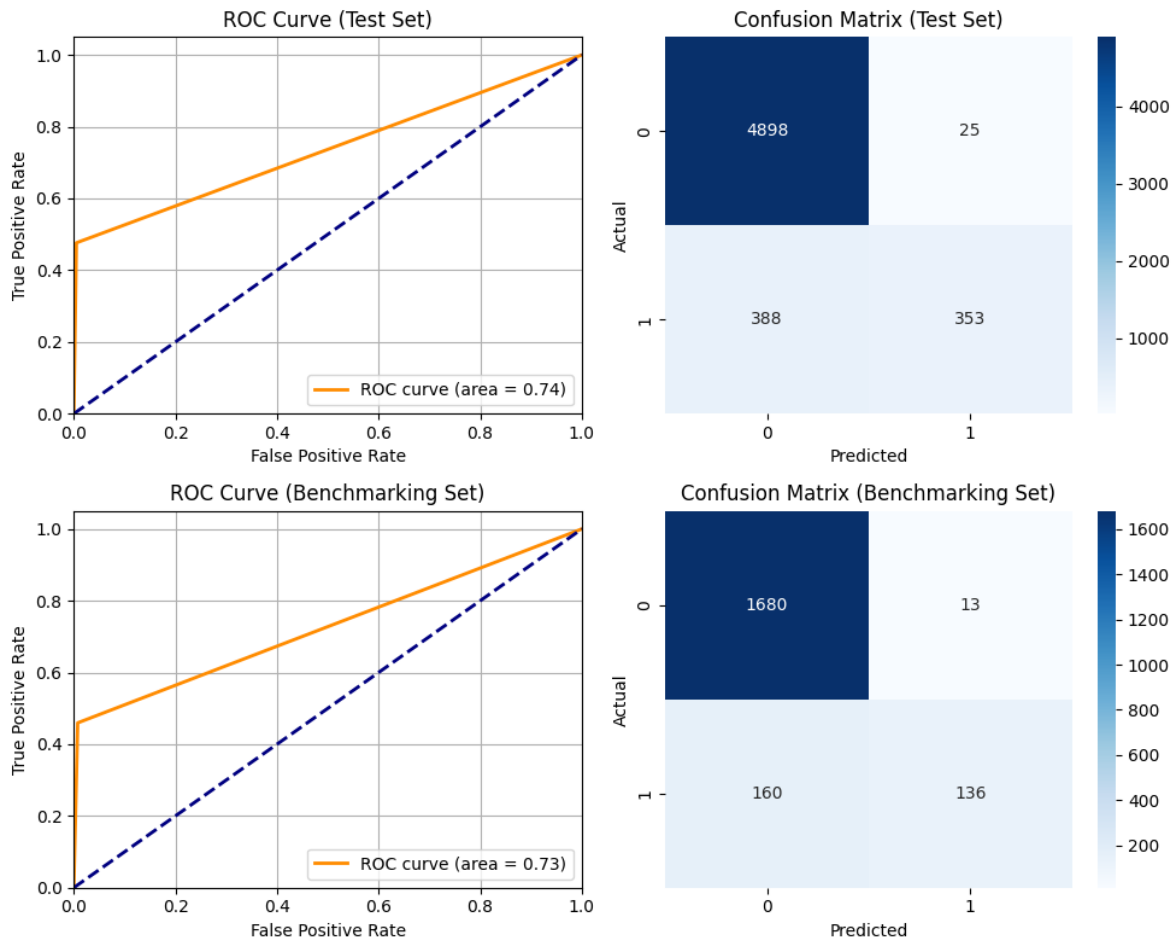 ROC Curve (Test Set)
1.0
0.8
0.6
0.4
0.2
0.0
True Positive Rate
0.0 0.2 0.4 0.6 0.8 1.0
False Positive Rate
ROC curve (area = 0.74)
Confusion Matrix (Test Set)
Actual
0
1
4898 25
388 353
0 1
Predicted
4000
3000
2000
1000
ROC Curve (Benchmarking Set)
1.0
0.8
0.6
0.4
0.2
0.0
True Positive Rate
0.0 0.2 0.4 0.6 0.8 1.0
False Positive Rate
ROC curve (area = 0.73)
Confusion Matrix (Benchmarking Set)
Actual
0
1
1680 13
160 136
0 1
Predicted
1600
1400
1200
1000
800
600
400
200